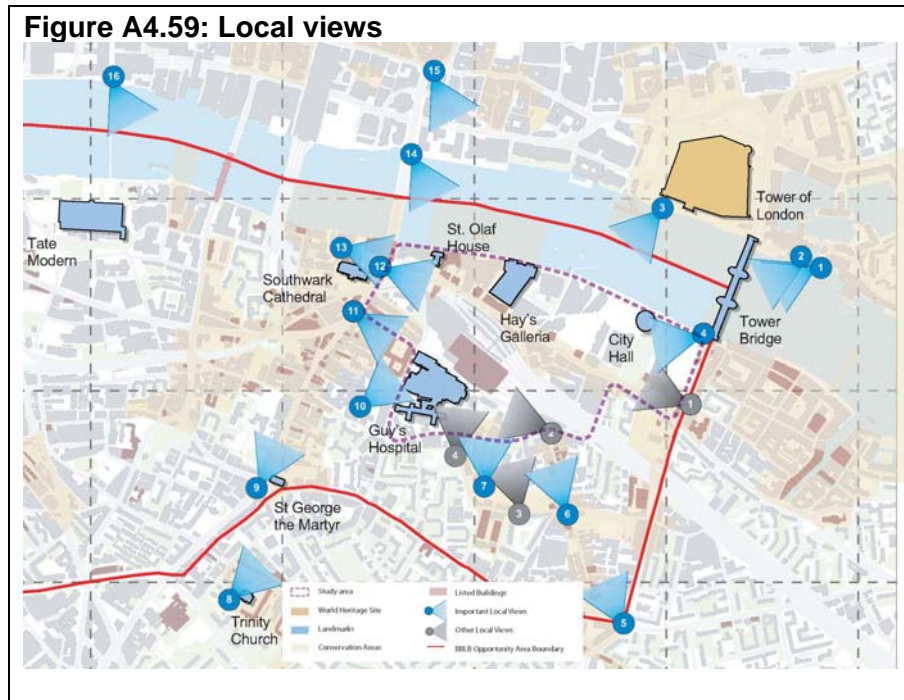 Figure A4.59: Local views
16
15
14
3
Tower of
London
Tate
Modern
13
12
St. Olaf
House
2
1
Southwark
Cathedral
11
Hay's
Galleria
City
Hall
4
Tower
Bridge
10
Guy's
Hospital
1
2
4
7
3
6
9
St George
the Martyr
8
Trinity
Church
5
Study area
World Heritage Site
Landmarks
Conservation Areas
Listed Buildings
Important Local Views
Other Local Views
BBLB Opportunity Area Boundary